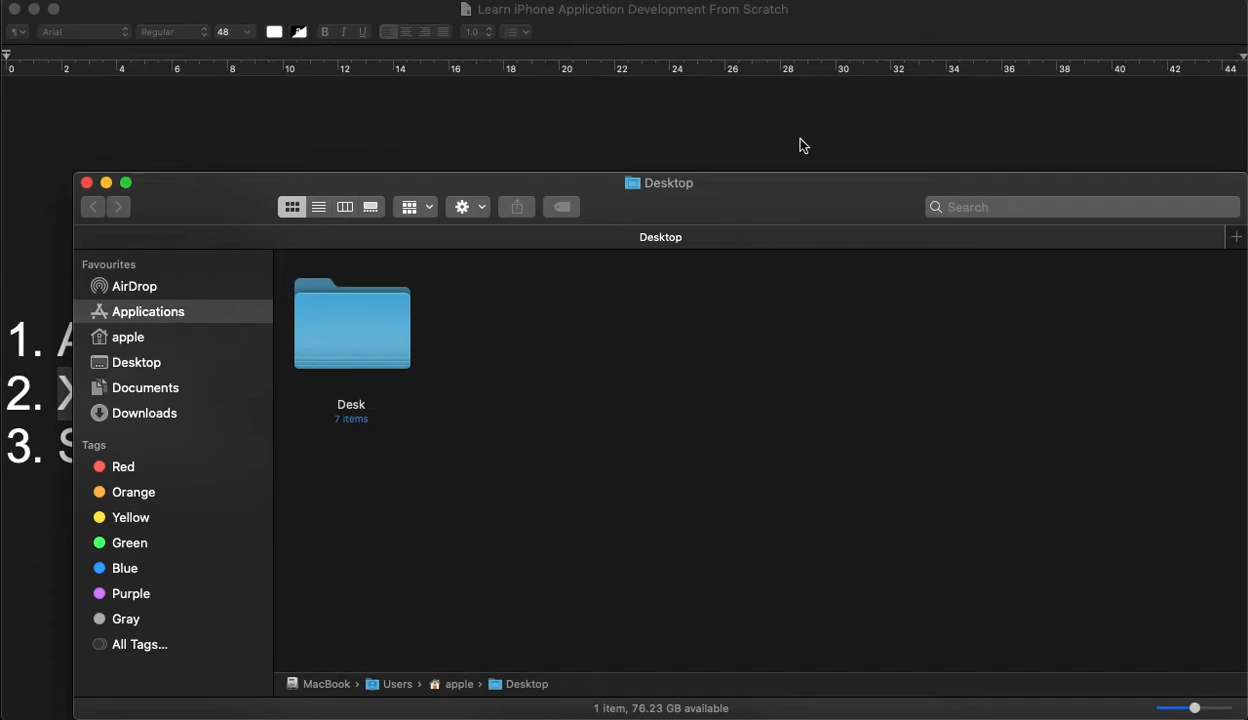 Learn iPhone Application Development From Scratch
Arial Regular 48 B I U 1.0
0 2 4 6 8 10 12 14 16 18 20 22 24 26 28 30 32 34 36 38 40 42 44
Desktop
Search
Desktop
Favourites
AirDrop
Applications
apple
Desktop
Documents
Downloads
Tags
Red
Orange
Yellow
Green
Blue
Purple
Gray
All Tags...
1.
2.
3.
Desk
7 items
MacBook › Users › apple › Desktop
1 item, 76.23 GB available